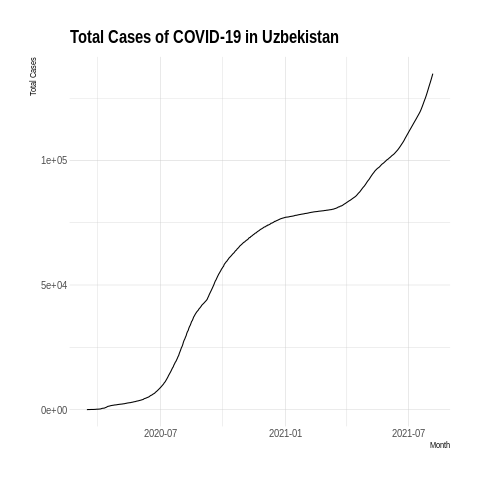 Total Cases of COVID-19 in Uzbekistan
Total Cases
1e+05
5e+04
0e+00
2020-07 2021-01 2021-07
Month